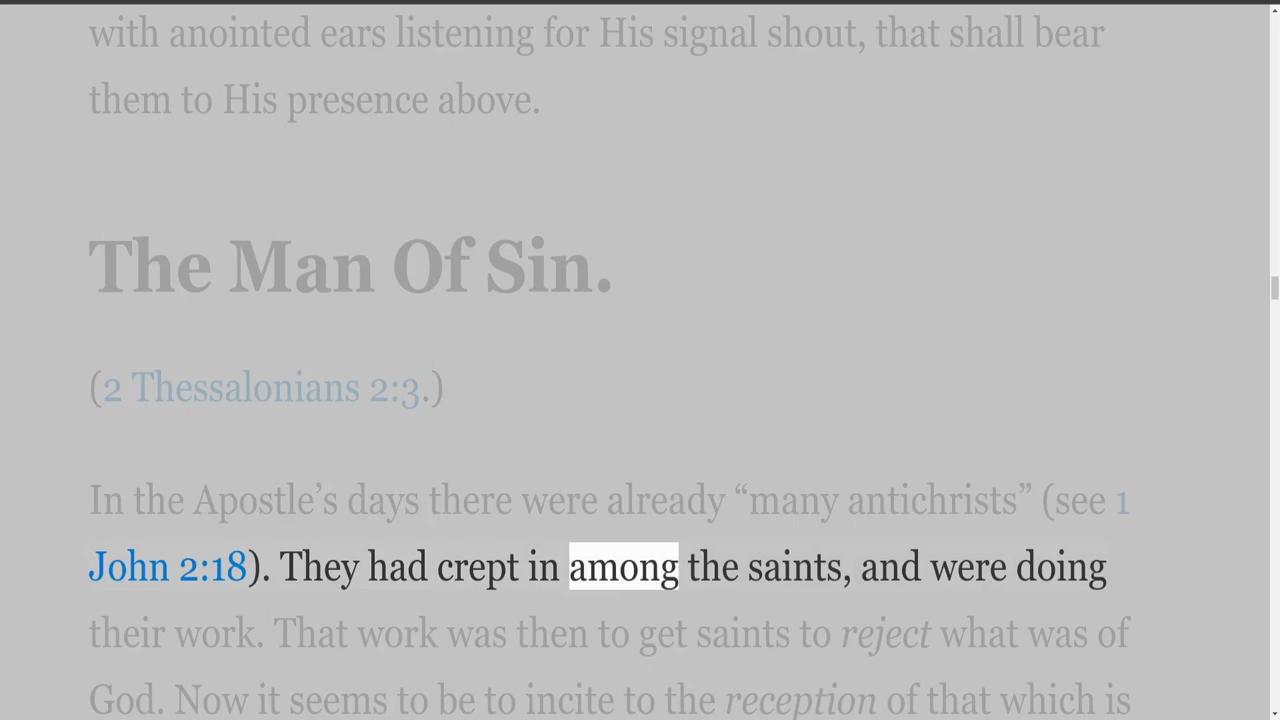 with anointed ears listening for His signal shout, that shall bear
them to His presence above.
The Man Of Sin.
(2 Thessalonians 2:3.)
In the Apostle’s days there were already “many antichrists” (see 1
John 2:18). They had crept in among the saints, and were doing
their work. That work was then to get saints to reject what was of
God. Now it seems to be to incite to the reception of that which is